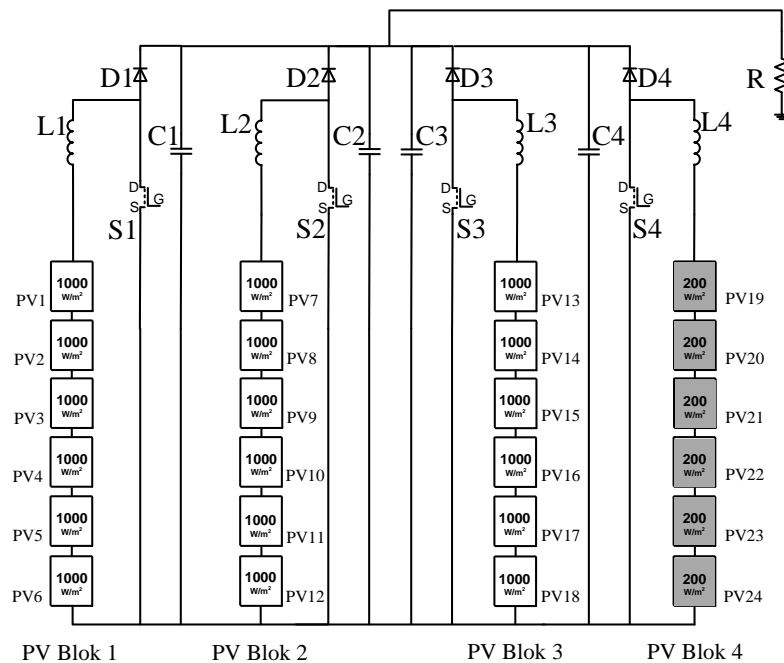 D1 D2 D3 D4 R
L1 C1 L2 C2 C3 L3 C4 L4
D G S D G S D G S D G S
S1 S2 S3 S4
1000 W/m² 1000 W/m² 1000 W/m² 200 W/m²
PV1 PV7 PV13 PV19
1000 W/m² 1000 W/m² 1000 W/m² 200 W/m²
PV2 PV8 PV14 PV20
1000 W/m² 1000 W/m² 1000 W/m² 200 W/m²
PV3 PV9 PV15 PV21
1000 W/m² 1000 W/m² 1000 W/m² 200 W/m²
PV4 PV10 PV16 PV22
1000 W/m² 1000 W/m² 1000 W/m² 200 W/m²
PV5 PV11 PV17 PV23
1000 W/m² 1000 W/m² 1000 W/m² 200 W/m²
PV6 PV12 PV18 PV24
PV Blok 1 PV Blok 2 PV Blok 3 PV Blok 4